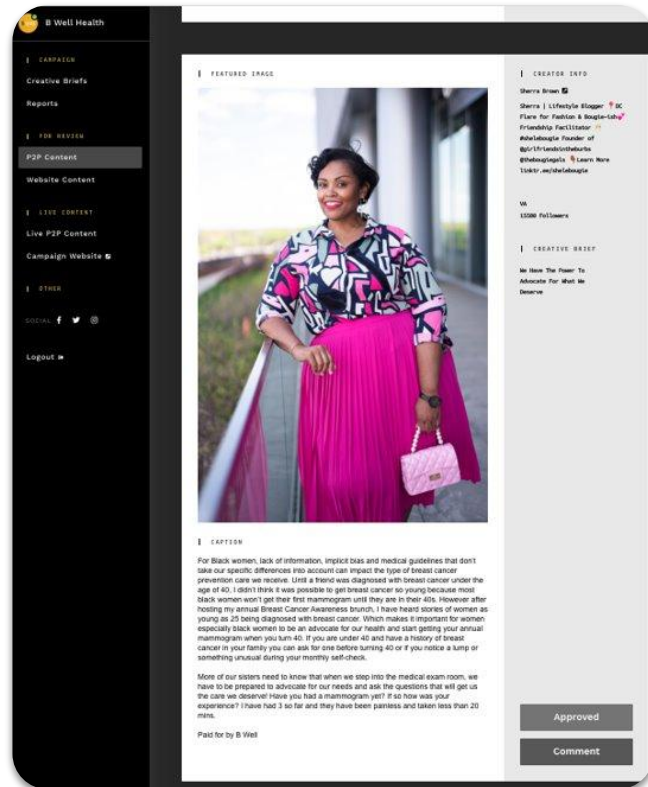 B Well Health
CAMPAIGN
Creative Briefs
Reports
FOR REVIEW
P2P Content
Website Content
LIVE CONTENT
Live P2P Content
Campaign Website
OTHER
SOCIAL
Logout
FEATURED IMAGE
CAPTION
For Black women, lack of information, implicit bias and medical guidelines that don't
take our specific differences into account can impact the type of breast cancer
prevention care we receive. Until a friend was diagnosed with breast cancer under the
age of 40, I didn't think it was possible to get breast cancer so young because most
black women won't get their first mammogram until they are in their 40s. However after
hosting my annual Breast Cancer Awareness brunch, I have heard stories of women as
young as 25 being diagnosed with breast cancer. Which makes it important for women
especially black women to be an advocate for our health and start getting your annual
mammogram when you turn 40. If you are under 40 and have a history of breast
cancer in your family you can ask for one before turning 40 or if you notice a lump or
something unusual during your monthly self-check.
More of our sisters need to know that when we step into the medical exam room, we
have to be prepared to advocate for our needs and ask the questions that will get us
the care we deserve! Have you had a mammogram yet? If so how was your
experience? I have had 3 so far and they have been painless and taken less than 20
mins.
Paid for by B Well
CREATOR INFO
Sherra Brown
Sherra | Lifestyle Blogger 📍DC
Flare for Fashion & Bougie-ish💕
Friendship Facilitator
#shelebougie Founder of
@girlfriendsintheburbs
@thebougiegals 👇🏾Learn More
linktr.ee/shelebougie
VA
Followers
CREATIVE BRIEF
We Have The Power To
Advocate For What We
Deserve
Approved
Comment